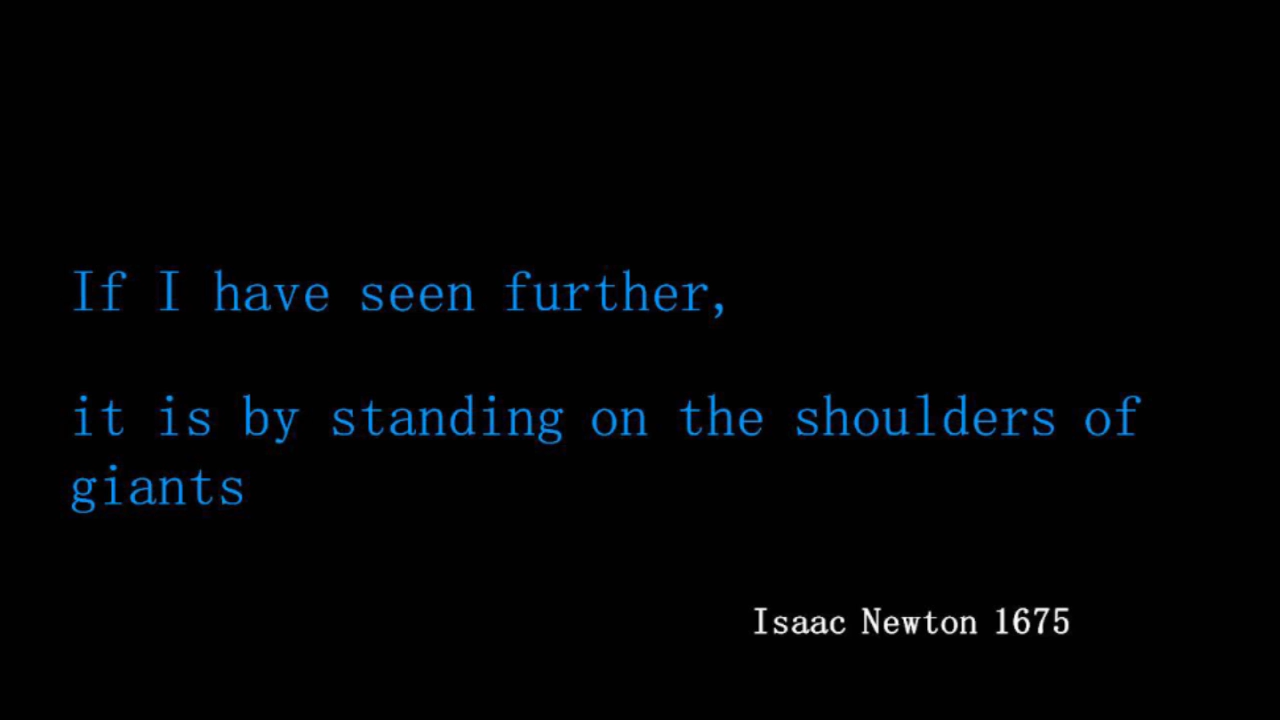 If I have seen further,
it is by standing on the shoulders of
giants
Isaac Newton 1675